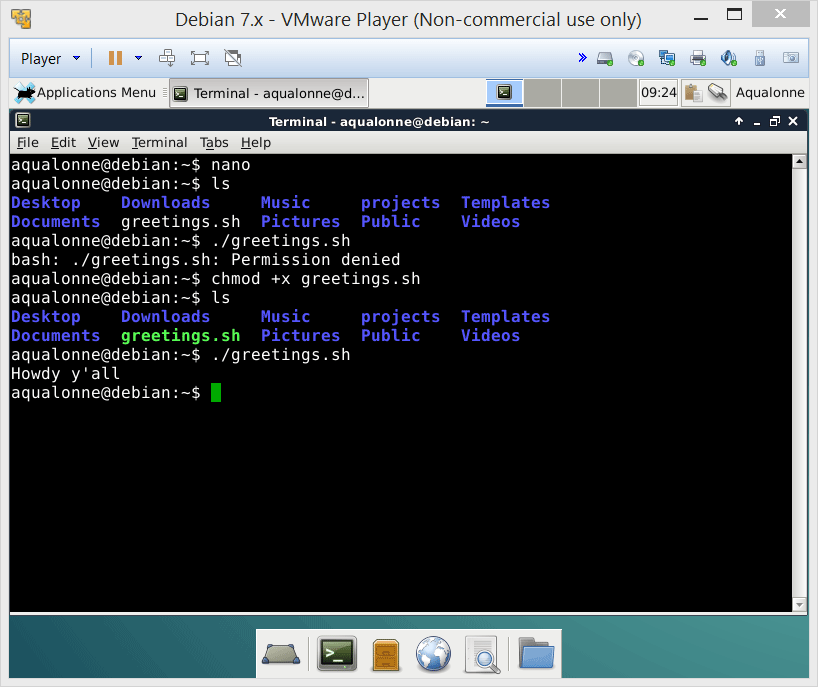 Debian 7.x - VMware Player (Non-commercial use only)
Player
Applications Menu Terminal - aqualonne@d... 09:24 Aqualonne
Terminal - aqualonne@debian: ~
File Edit View Terminal Tabs Help
aqualonne@debian:~$ nano
aqualonne@debian:~$ ls
Desktop Downloads Music projects Templates
Documents greetings.sh Pictures Public Videos
aqualonne@debian:~$ ./greetings.sh
bash: ./greetings.sh: Permission denied
aqualonne@debian:~$ chmod +x greetings.sh
aqualonne@debian:~$ ls
Desktop Downloads Music projects Templates
Documents greetings.sh Pictures Public Videos
aqualonne@debian:~$ ./greetings.sh
Howdy y'all
aqualonne@debian:~$